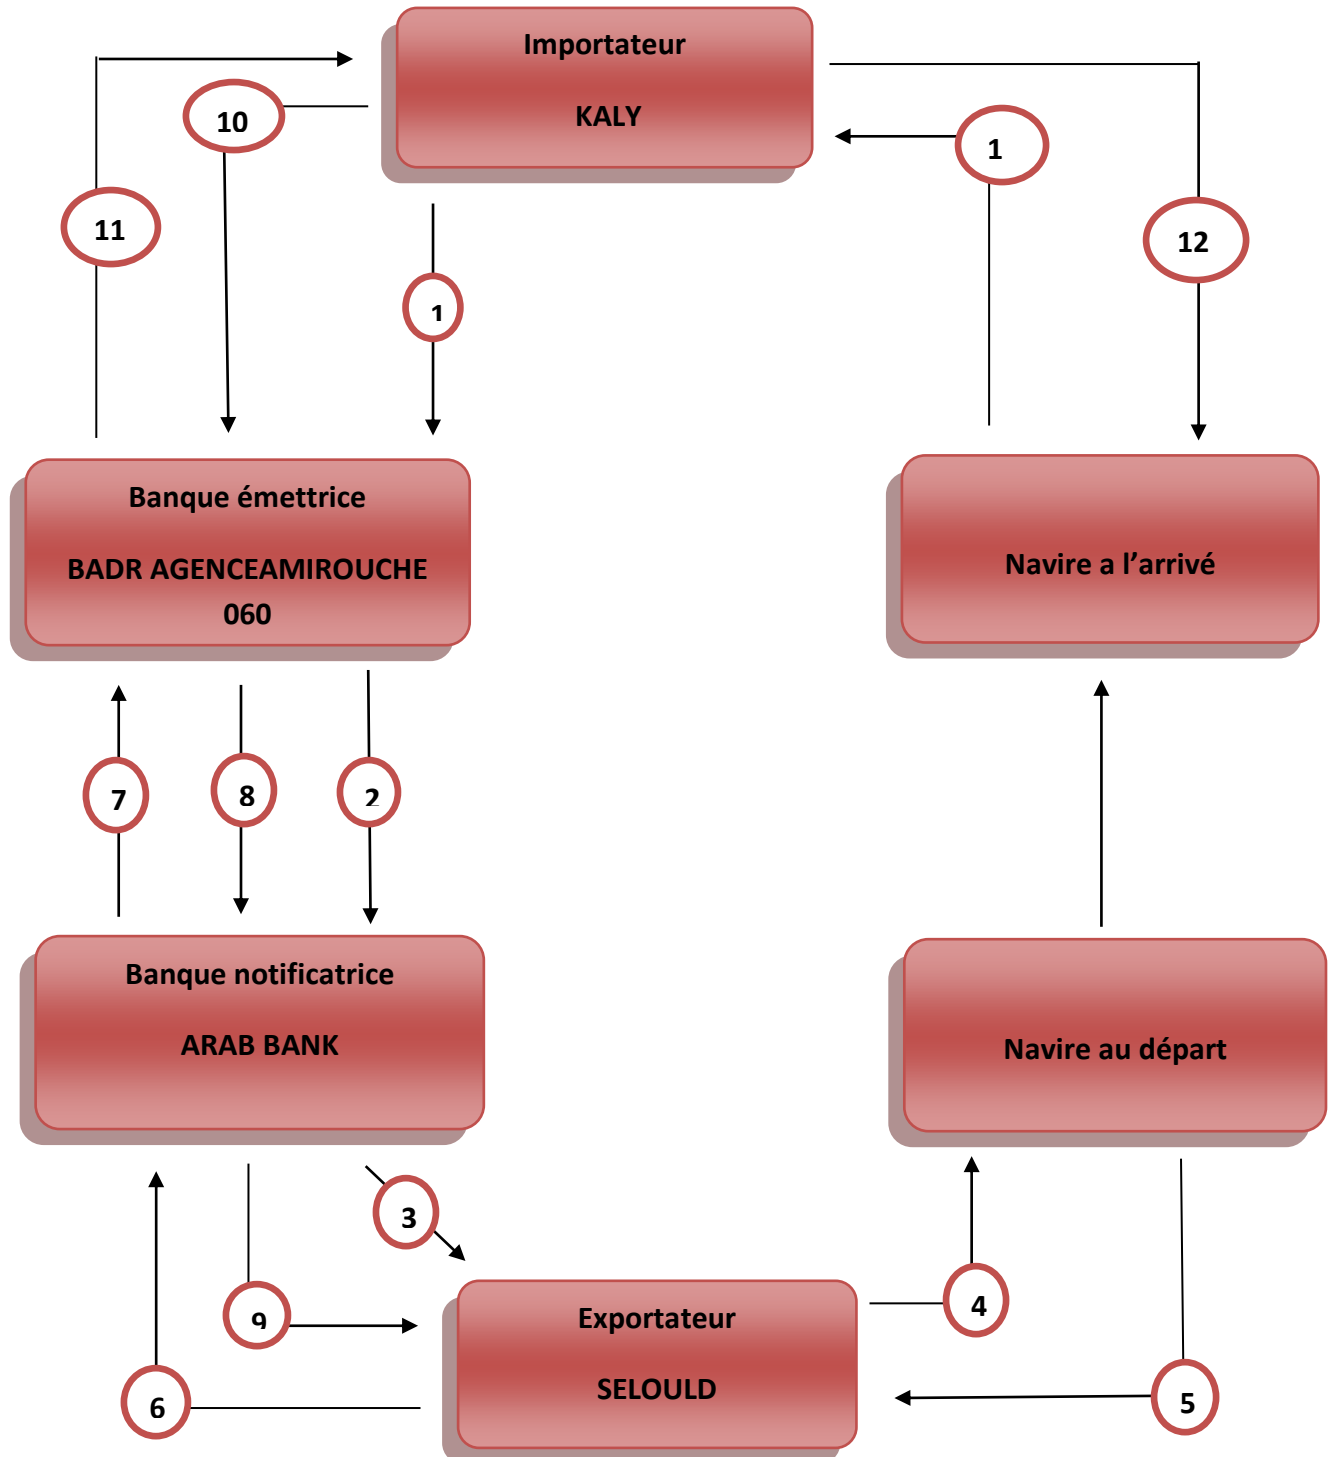 Importateur
KALY
10
1
11
12
1
Banque émettrice
BADR AGENCEAMIROUCHE
060
Navire a l’arrivé
7
8
2
Banque notificatrice
ARAB BANK
Navire au départ
3
9
4
Exportateur
SELOULD
6
5